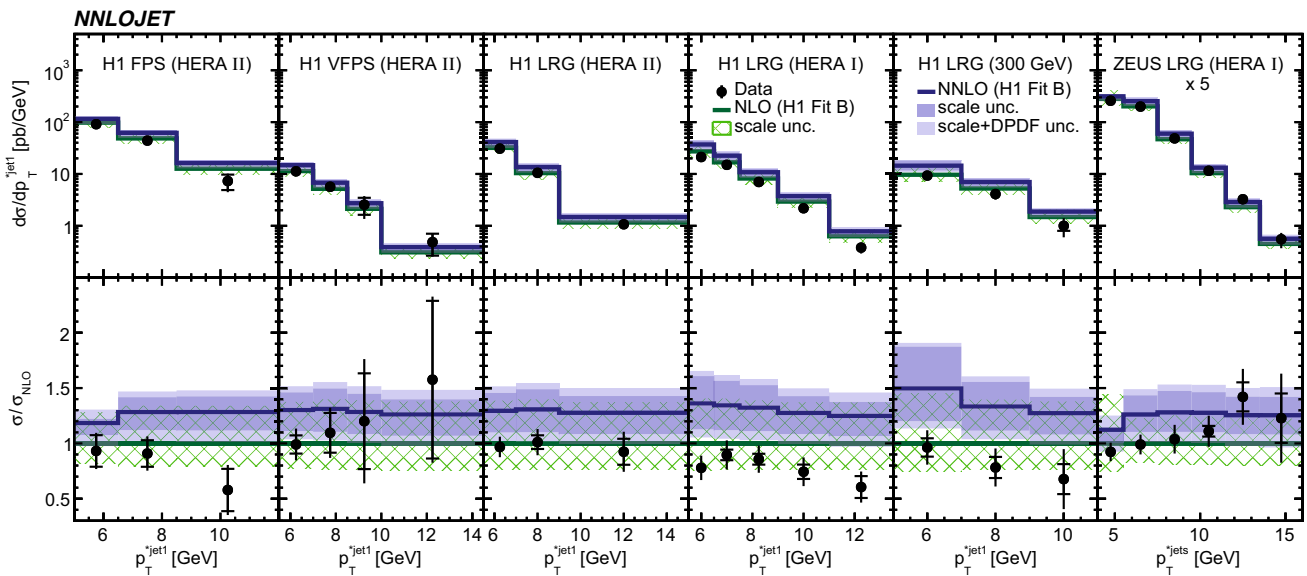 NNLOJET
H1 FPS (HERA II)
H1 VFPS (HERA II)
H1 LRG (HERA II)
H1 LRG (HERA I)
H1 LRG (300 GeV)
ZEUS LRG (HERA I)
x 5
Data
NLO (H1 Fit B)
scale unc.
NNLO (H1 Fit B)
scale unc.
scale+DPDF unc.
dσ/dp*jet1T [pb/GeV]
10³
10²
10
1
σ/σNLO
2
1.5
1
0.5
6 8 10
6 8 10 12 14
6 8 10 12 14
6 8 10 12
6 8 10
5 10 15
p*jet1T [GeV]
p*jet1T [GeV]
p*jet1T [GeV]
p*jet1T [GeV]
p*jet1T [GeV]
p*jetsT [GeV]